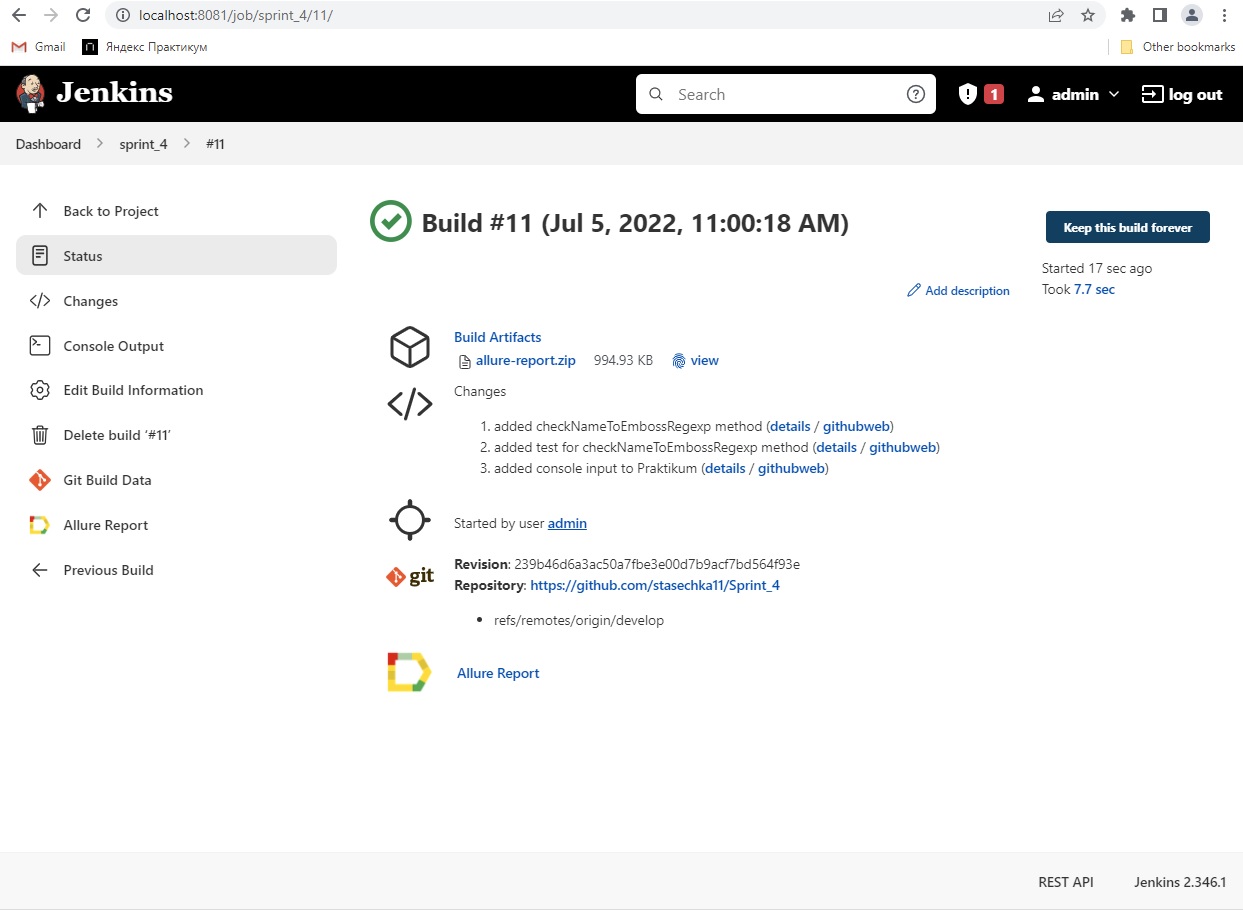 localhost:8081/job/sprint_4/11/
Gmail Яндекс Практикум Other bookmarks
Jenkins Search 1 admin log out
Dashboard sprint_4 #11
Back to Project
Status
Changes
Console Output
Edit Build Information
Delete build ‘#11’
Git Build Data
Allure Report
Previous Build
Build #11 (Jul 5, 2022, 11:00:18 AM)
Keep this build forever
Started 17 sec ago
Took 7.7 sec
Add description
Build Artifacts
allure-report.zip 994.93 KB view
Changes
1. added checkNameToEmbossRegexp method (details / githubweb)
2. added test for checkNameToEmbossRegexp method (details / githubweb)
3. added console input to Praktikum (details / githubweb)
Started by user admin
git
Revision: 239b46d6a3ac50a7fbe3e00d7b9acf7bd564f93e
Repository: https://github.com/stasechka11/Sprint_4
• refs/remotes/origin/develop
Allure Report
REST API Jenkins 2.346.1